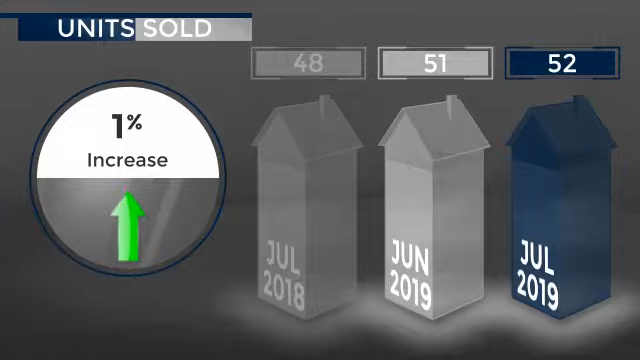 UNITS SOLD
48
51
52
1%
Increase
JUL
2018
JUN
2019
JUL
2019